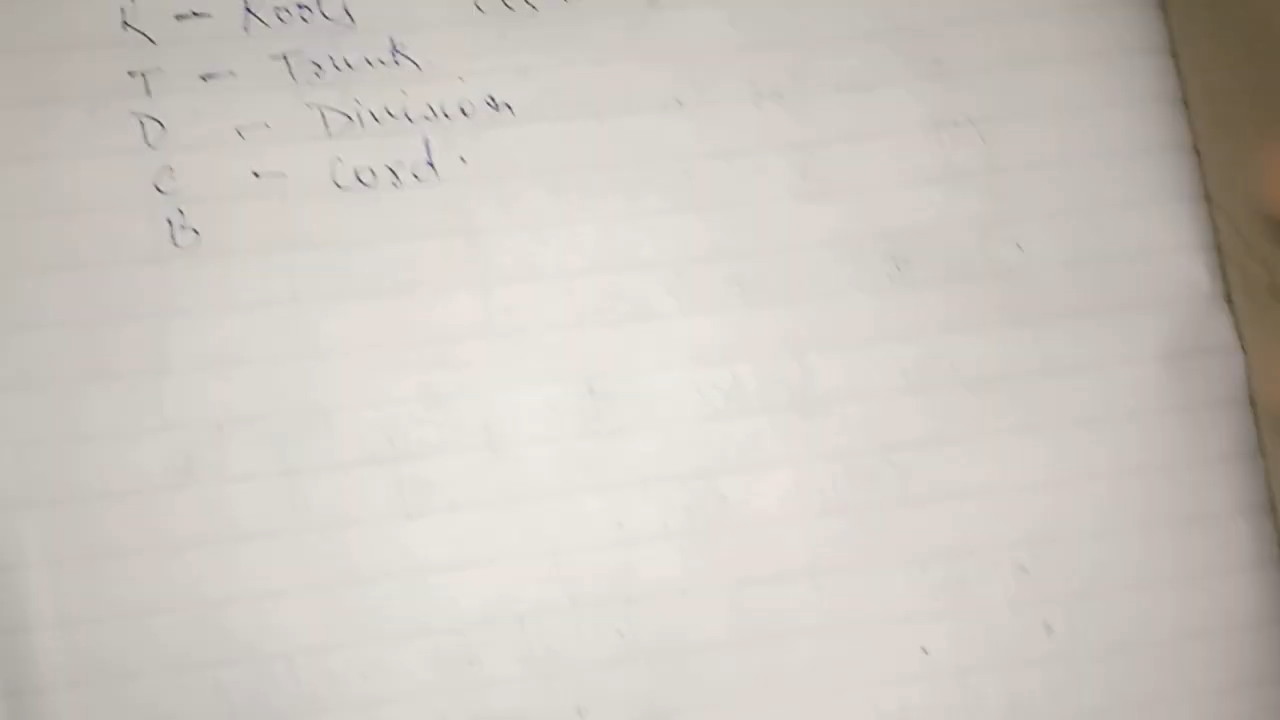 R - Roots (((
T - Trunk
D - Division
C - Cord.
B